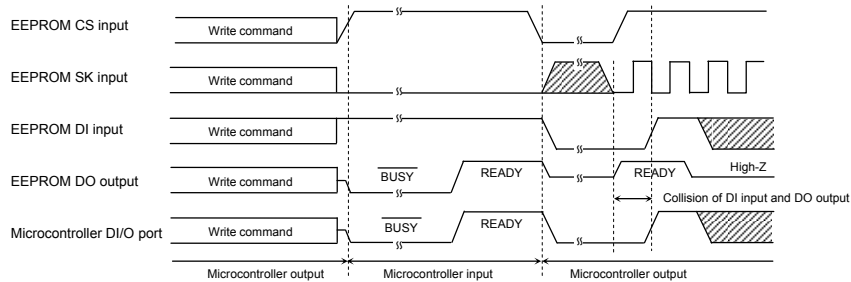 EEPROM CS input
Write command
EEPROM SK input
Write command
EEPROM DI input
Write command
EEPROM DO output
Write command
BUSY
READY
READY
High-Z
Collision of DI input and DO output
Microcontroller DI/O port
Write command
BUSY
READY
Microcontroller output
Microcontroller input
Microcontroller output